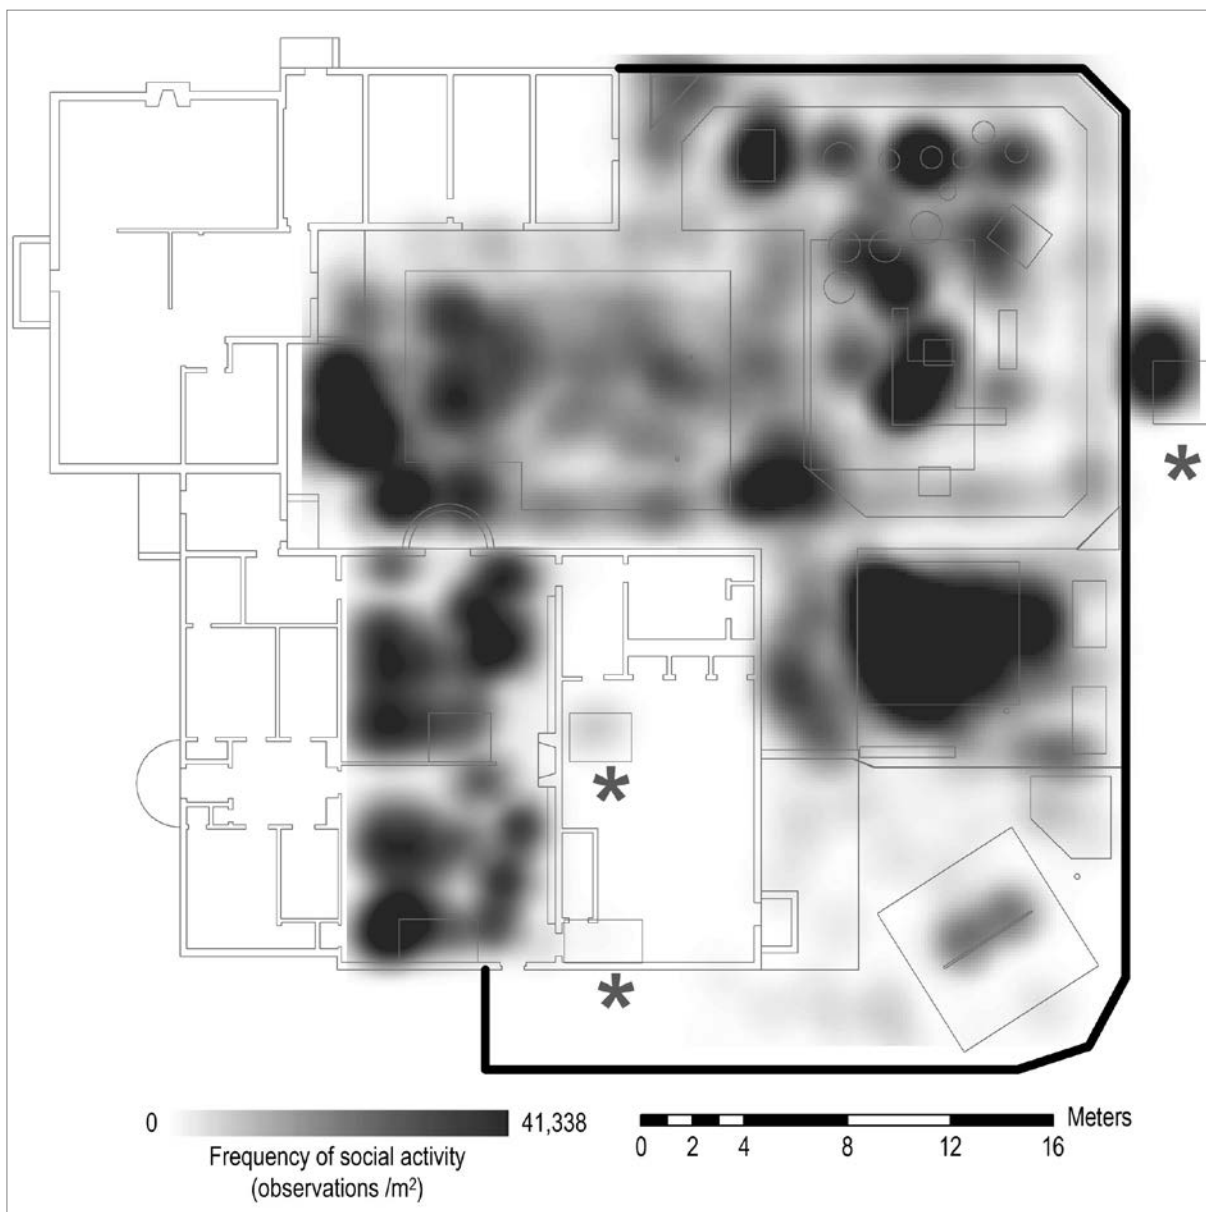 *
*
*
0 41,338
Frequency of social activity
(observations /m²)
Meters
0 2 4 8 12 16